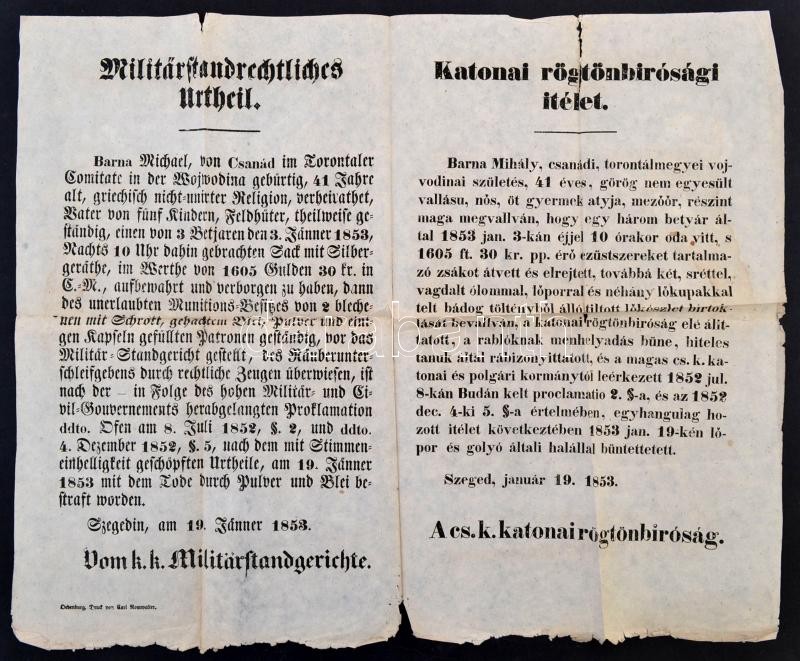 Militärstandrechtliches
Urtheil.
Barna Michael, von Csanád im Torontaler
Comitate in der Wojwodina gebürtig, 41 Jahre
alt, griechisch nicht-unirter Religion, verheirathet,
Vater von fünf Kindern, Feldhüter, theilweise ge-
ständig, einen von 3 Betjaren den 3. Jänner 1853,
Nachts 10 Uhr dahin gebrachten Sack mit Silber-
geräthe, im Werthe von 1605 Gulden 30 kr. in
C.-M., aufbewahrt und verborgen zu haben, dann
des unerlaubten Munitions-Besitzes von 2 bleche-
nen mit Schrott, gehacktem Blei, Pulver und eini-
gen Kapseln gefüllten Patronen geständig, vor das
Militär-Standgericht gestellt, des Räuberunter-
schleifgebens durch rechtliche Zeugen überwiesen, ist
nach der – in Folge des hohen Militär- und Ci-
vil-Gouvernements herabgelangten Proklamation
ddto. Ofen am 8. Juli 1852, §. 2, und ddto.
4. Dezember 1852, §. 5, nach dem mit Stimmen-
einhelligkeit geschöpften Urtheile, am 19. Jänner
1853 mit dem Tode durch Pulver und Blei be-
straft worden.
Szegedin, am 19. Jänner 1853.
Vom k. k. Militärstandgerichte.
Oedenburg, Druck von Carl Romwalter.
Katonai rögtönbirósági
itélet.
Barna Mihály, csanádi, torontálmegyei voj-
vodinai születés, 41 éves, görög nem egyesült
vallásu, nős, öt gyermek atyja, mezőőr, részint
maga megvallván, hogy egy három betyár ál-
tal 1853 jan. 3-kán éjjel 10 órakor oda vitt, s
1605 ft. 30 kr. pp. érő ezüstszereket tartalma-
zó zsákot átvett és elrejtett, továbbá két, sréttel,
vagdalt ólommal, lőporral és néhány lőkupakkal
telt bádog töltényből álló tiltott lőkészlet birtok-
lását bevallván, a katonai rögtönbiróság elé álit-
tatott, a rablóknak menhelyadás büne, hiteles
tanuk által rábizonyittatott, és a magas cs. k. ka-
tonai és polgári kormánytól leérkezett 1852 jul.
8-kán Budán kelt proclamatio 2. §-a, és az 1852
dec. 4-ki 5. §-a értelmében, egyhanguiag ho-
zott itélet következtében 1853 jan. 19-kén lő-
por és golyó általi halállal büntettetett.
Szeged, január 19. 1853.
A cs. k. katonai rögtönbiróság.